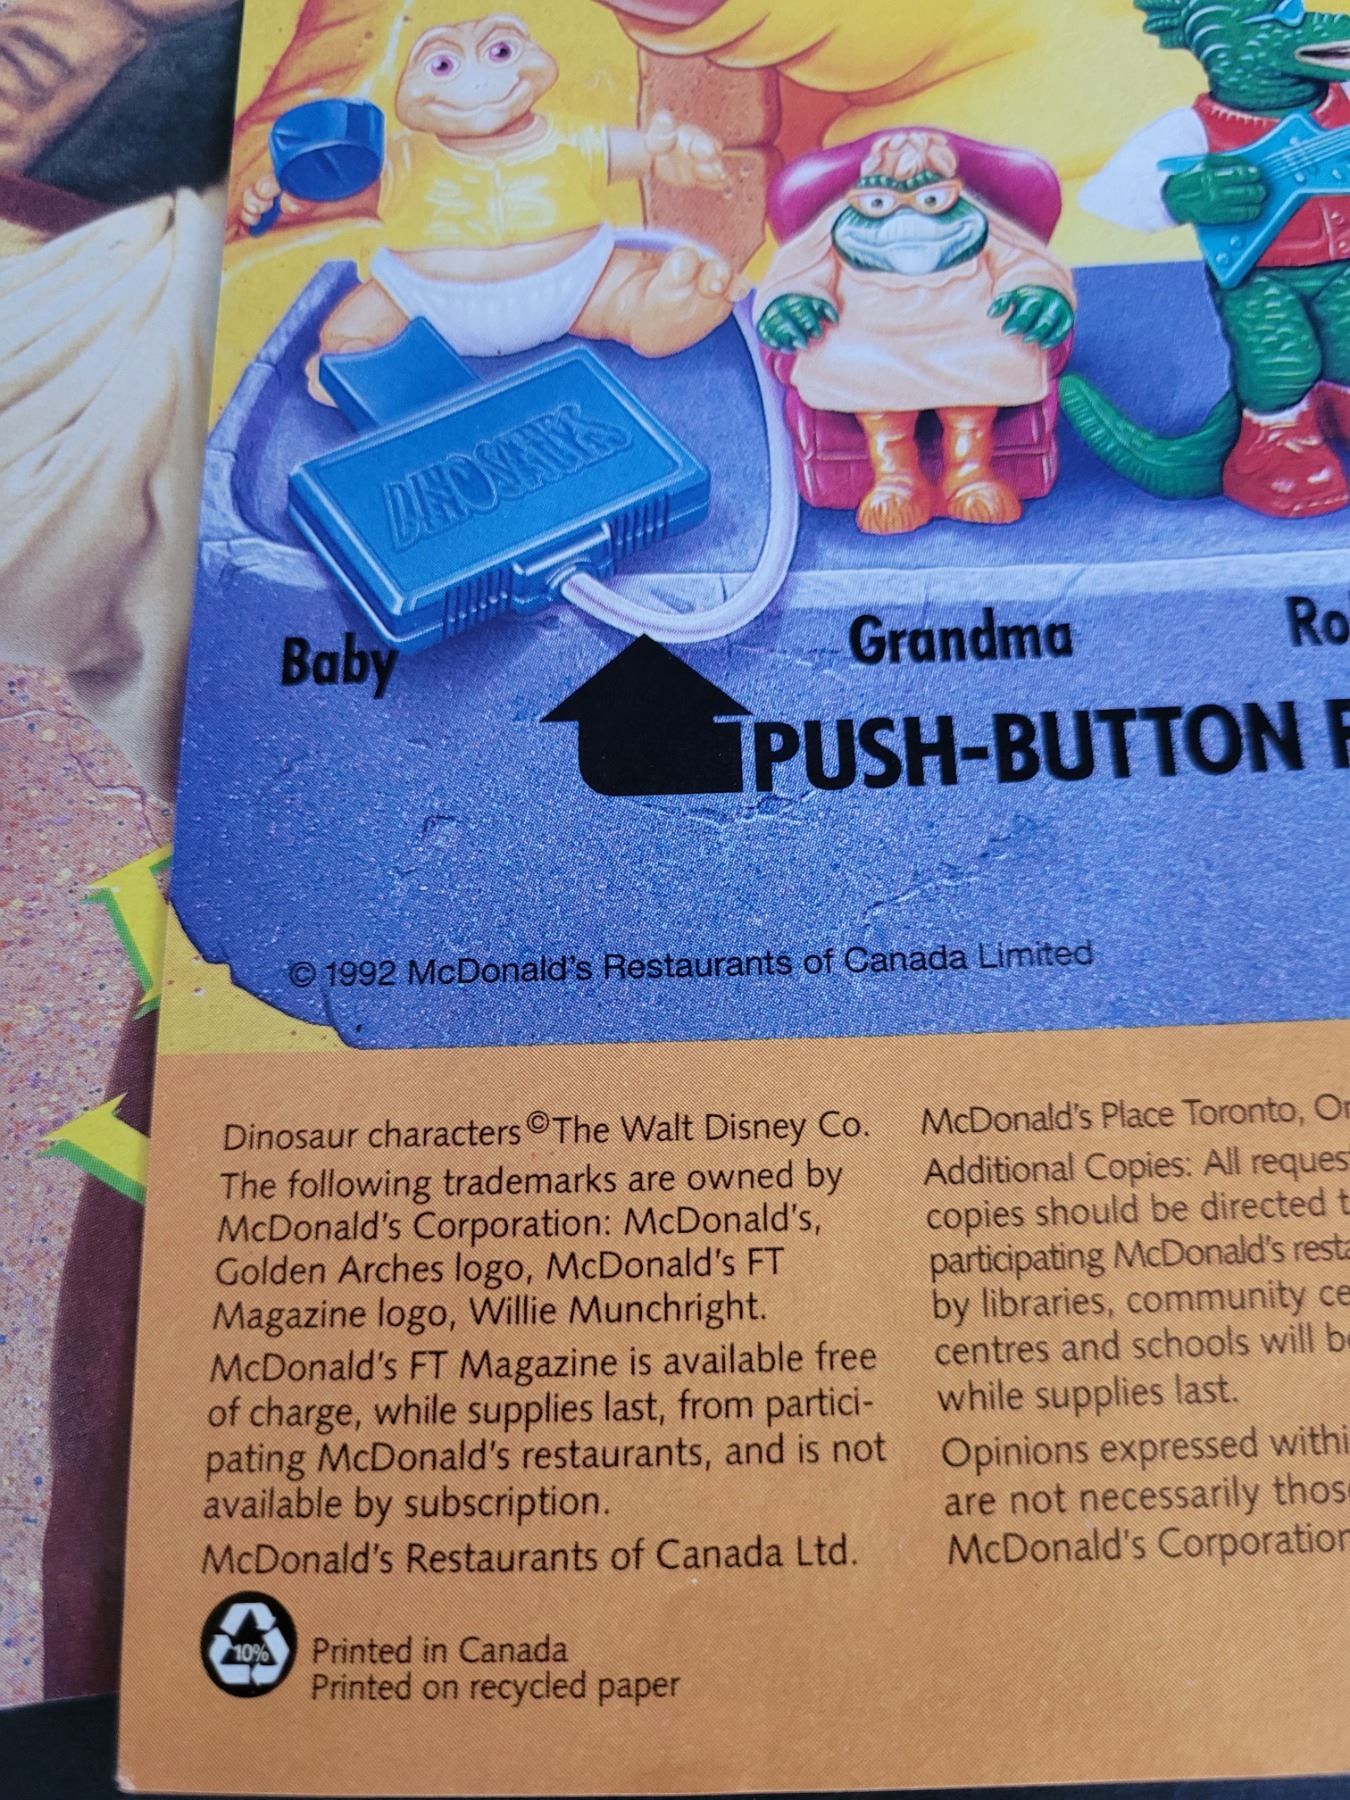 DINOSAURS
Baby
Grandma
PUSH-BUTTON
© 1992 McDonald's Restaurants of Canada Limited
Dinosaur characters©The Walt Disney Co.
The following trademarks are owned by
McDonald's Corporation: McDonald's,
Golden Arches logo, McDonald's FT
Magazine logo, Willie Munchright.
McDonald's FT Magazine is available free
of charge, while supplies last, from partici-
pating McDonald's restaurants, and is not
available by subscription.
McDonald's Restaurants of Canada Ltd.
10%
Printed in Canada
Printed on recycled paper
McDonald's Place Toronto,
Additional Copies: All
copies should be directed
participating McDonald's
by libraries, community
centres and schools will
while supplies last.
Opinions expressed
are not necessarily
McDonald's Corporation